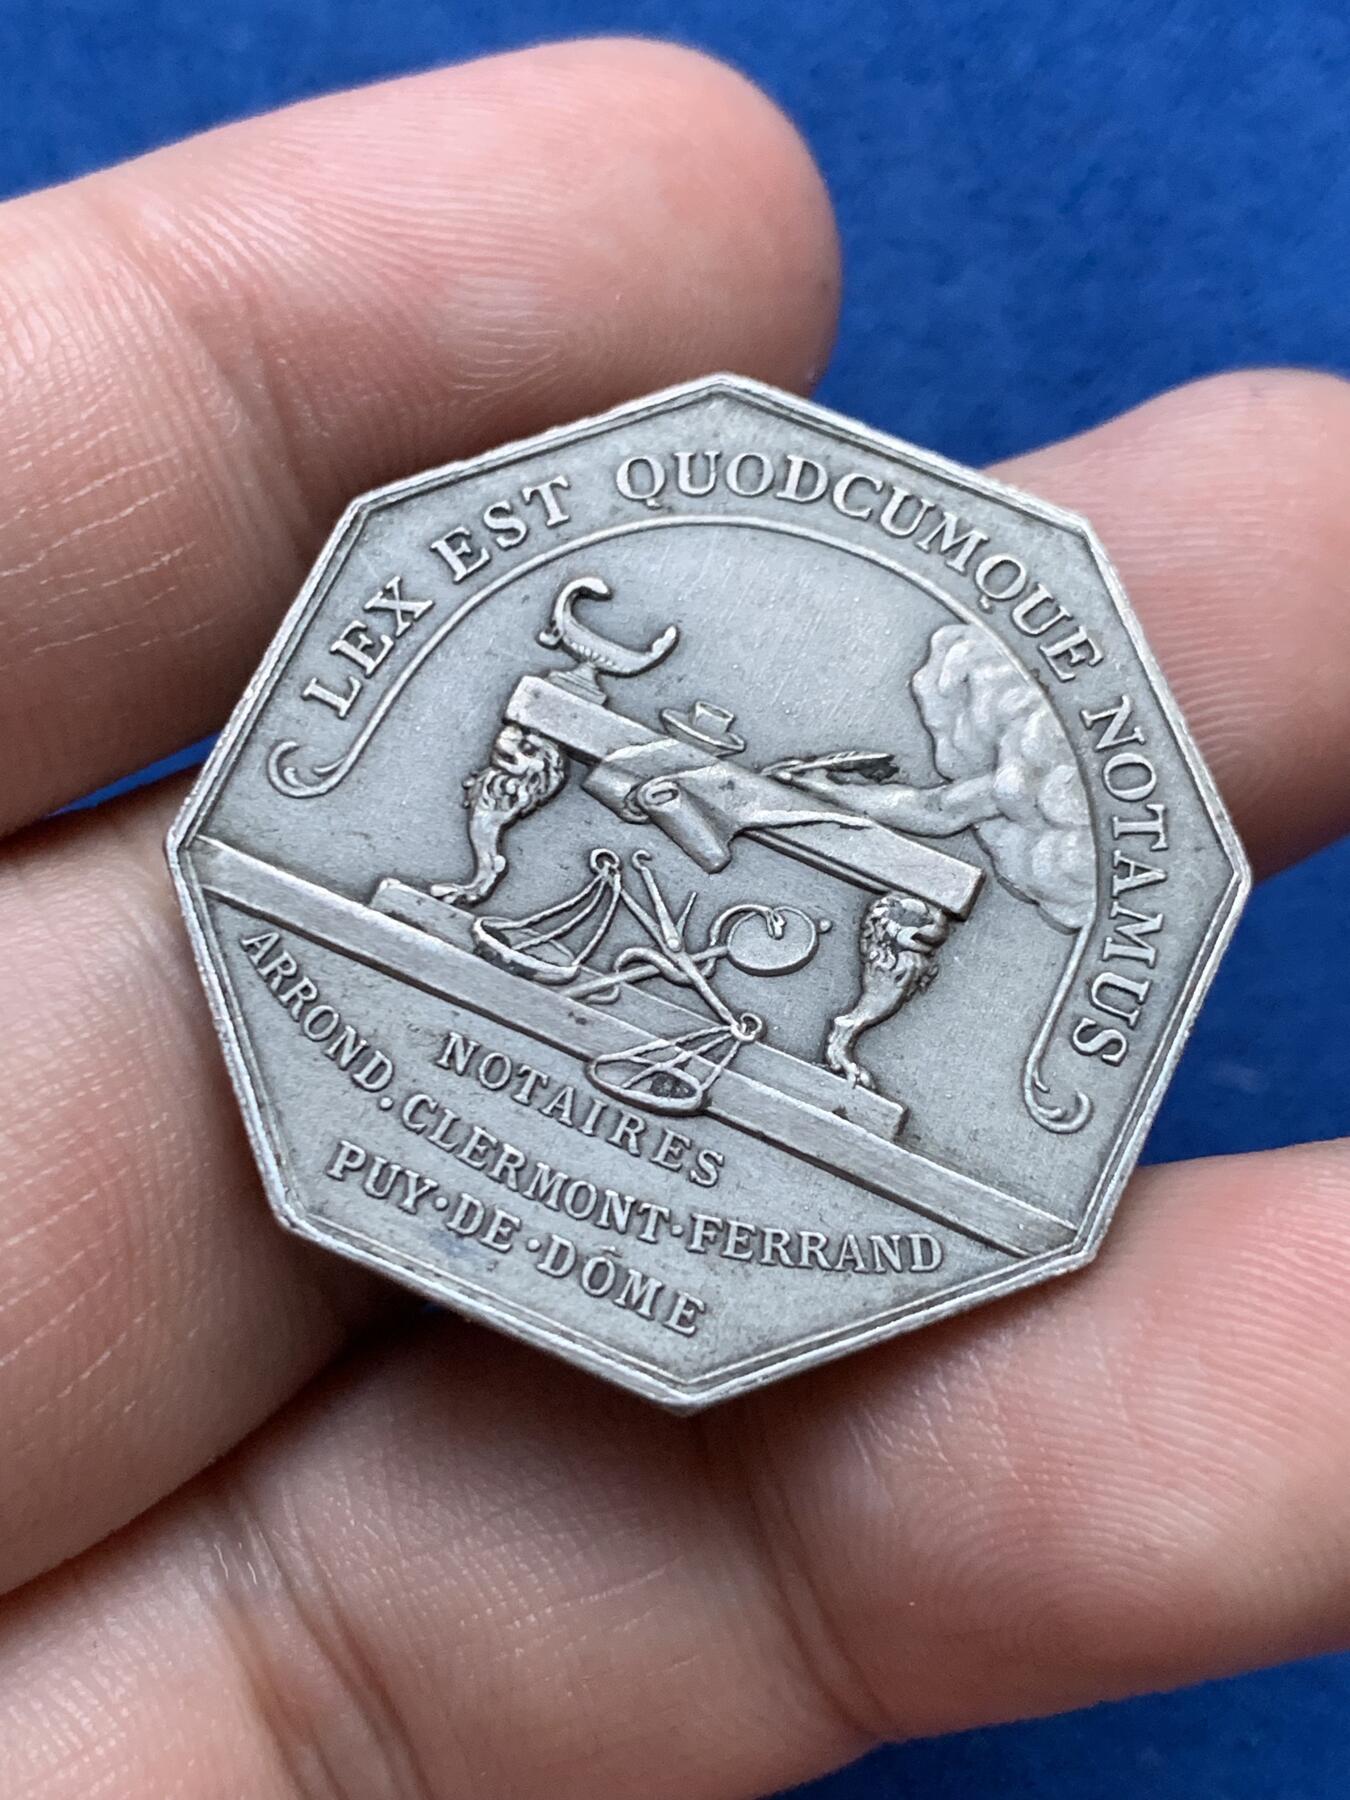 LEX EST QUODCUMQUE NOTAMUS
NOTAIRES
ARROND.CLERMONT·FERRAND
PUY·DE·DÔME